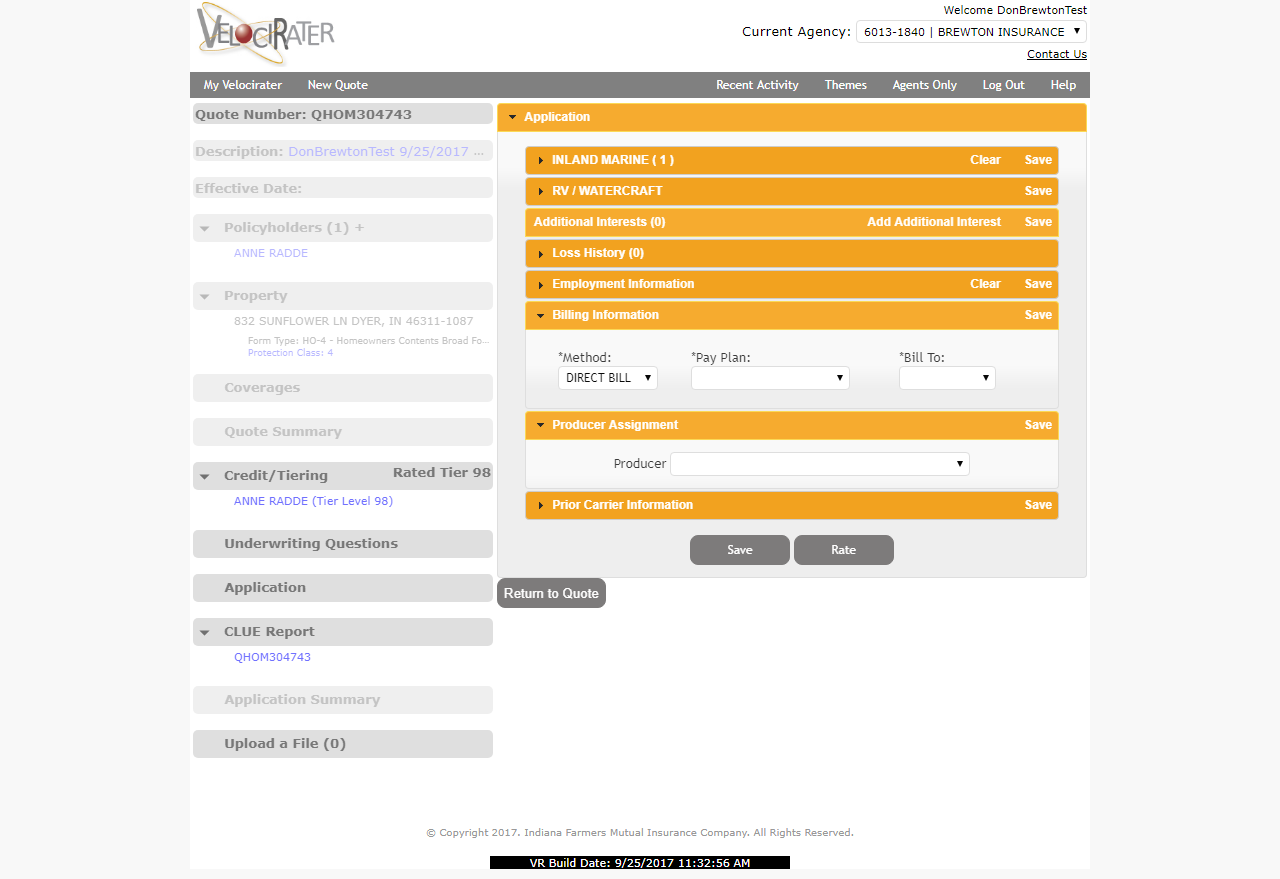 VELOCIRATER
Welcome DonBrewtonTest
Current Agency: 6013-1840 | BREWTON INSURANCE
Contact Us
My Velocirater New Quote Recent Activity Themes Agents Only Log Out Help
Quote Number: QHOM304743
Description: DonBrewtonTest 9/25/2017 ...
Effective Date:
Policyholders (1) +
ANNE RADDE
Property
832 SUNFLOWER LN DYER, IN 46311-1087
Form Type: HO-4 - Homeowners Contents Broad Fo...
Protection Class: 4
Coverages
Quote Summary
Credit/Tiering Rated Tier 98
ANNE RADDE (Tier Level 98)
Underwriting Questions
Application
CLUE Report
QHOM304743
Application Summary
Upload a File (0)
Application
INLAND MARINE ( 1 ) Clear Save
RV / WATERCRAFT Save
Additional Interests (0) Add Additional Interest Save
Loss History (0)
Employment Information Clear Save
Billing Information Save
*Method: *Pay Plan: *Bill To:
DIRECT BILL
Producer Assignment Save
Producer
Prior Carrier Information Save
Save Rate
Return to Quote
© Copyright 2017. Indiana Farmers Mutual Insurance Company. All Rights Reserved.
VR Build Date: 9/25/2017 11:32:56 AM